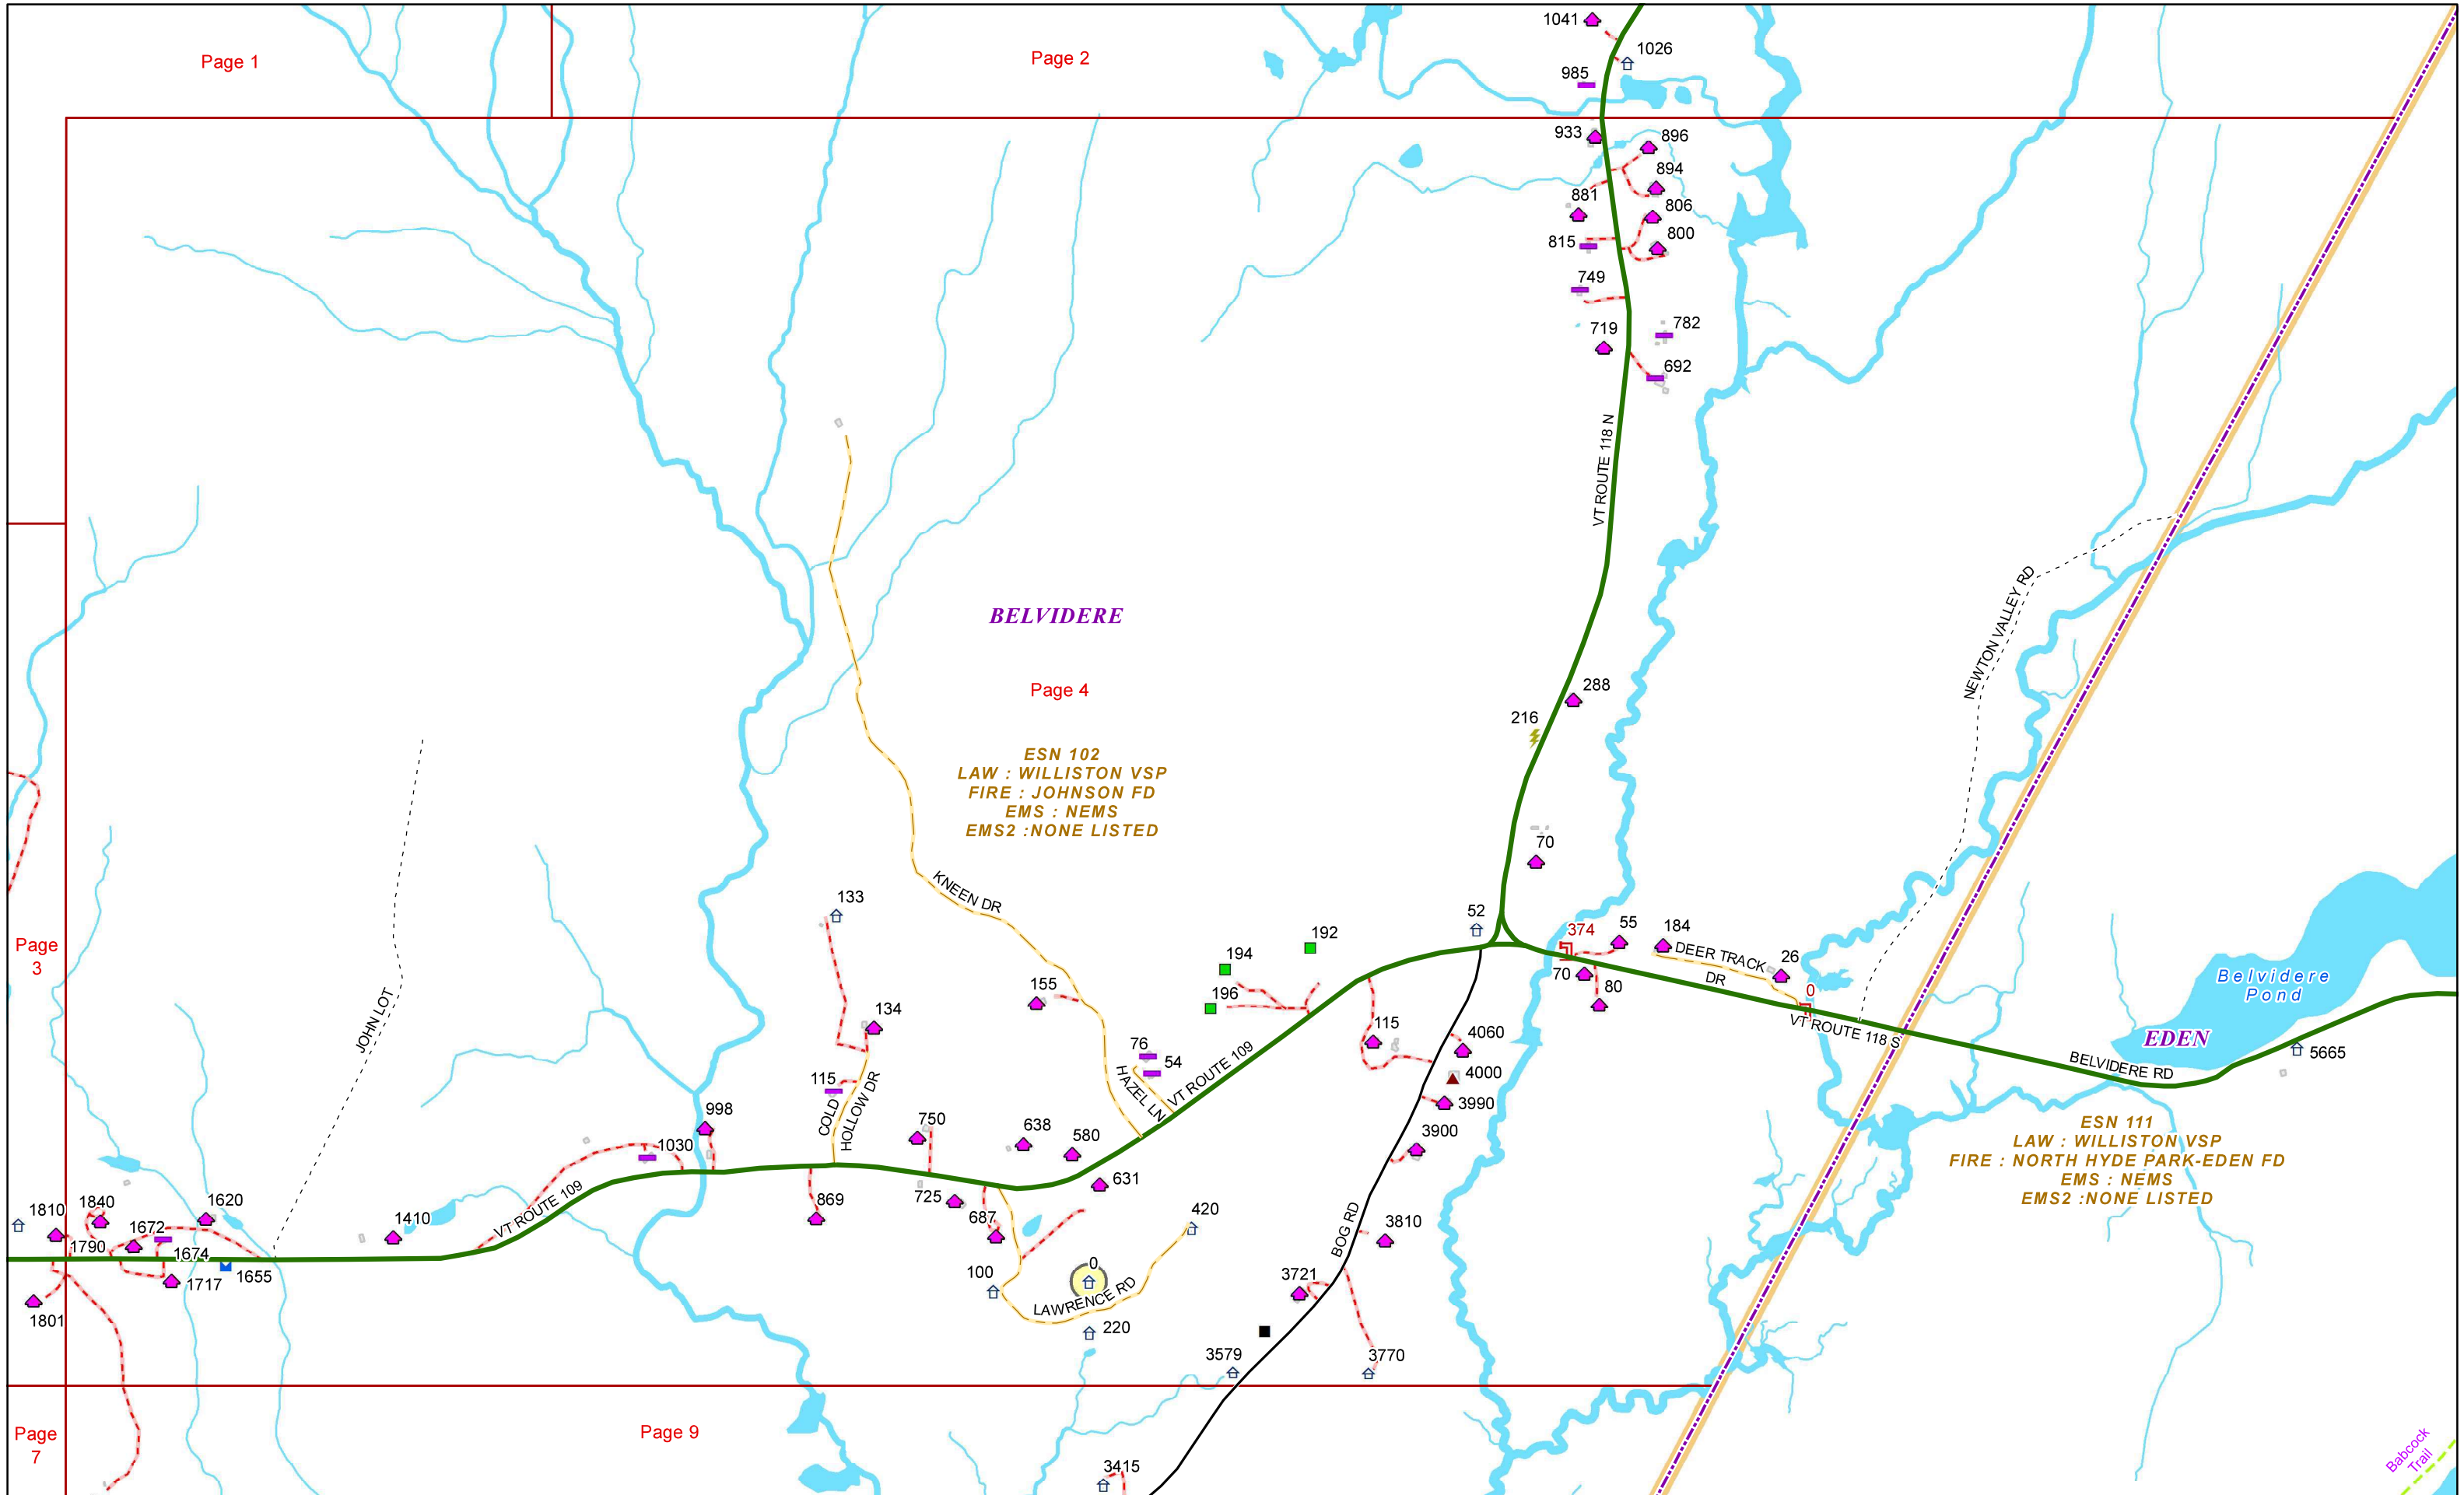 1041
1026
Page 1
Page 2
985
933
896
894
881
806
815
800
749
782
719
692
VT ROUTE 118 N
NEWTON VALLEY RD
BELVIDERE
Page 4
288
216
ESN 102
LAW : WILLISTON VSP
FIRE : JOHNSON FD
EMS : NEMS
EMS2 :NONE LISTED
70
KNEEN DR
133
52
374
55
184
192
194
DEER TRACK
DR
26
Page
3
155
196
70
80
0
Belvidere
Pond
JOHN LOT
134
115
4060
VT ROUTE 118 S
EDEN
5665
76
54
VT ROUTE 109
HAZEL LN
4000
BELVIDERE RD
115
COLD
HOLLOW DR
3990
998
750
638
580
3900
ESN 111
LAW : WILLISTON VSP
FIRE : NORTH HYDE PARK-EDEN FD
EMS : NEMS
EMS2 :NONE LISTED
1030
631
VT ROUTE 109
869
725
687
420
1810
1840
1620
1672
1410
1790
1674
BOG RD
3810
1717
1655
100
0
LAWRENCE RD
3721
1801
220
3579
3770
Page
7
Page 9
3415
Babcock
Trail